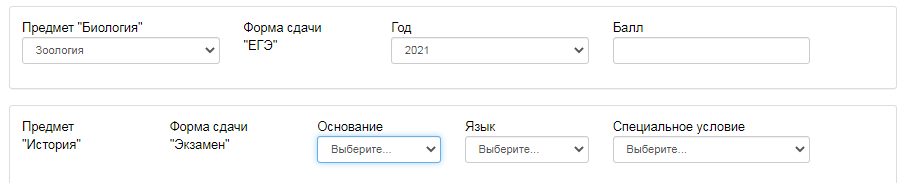 Предмет "Биология"
Зоология
Форма сдачи
"ЕГЭ"
Год
2021
Балл
Предмет
"История"
Форма сдачи
"Экзамен"
Основание
Выберите...
Язык
Выберите...
Специальное условие
Выберите...